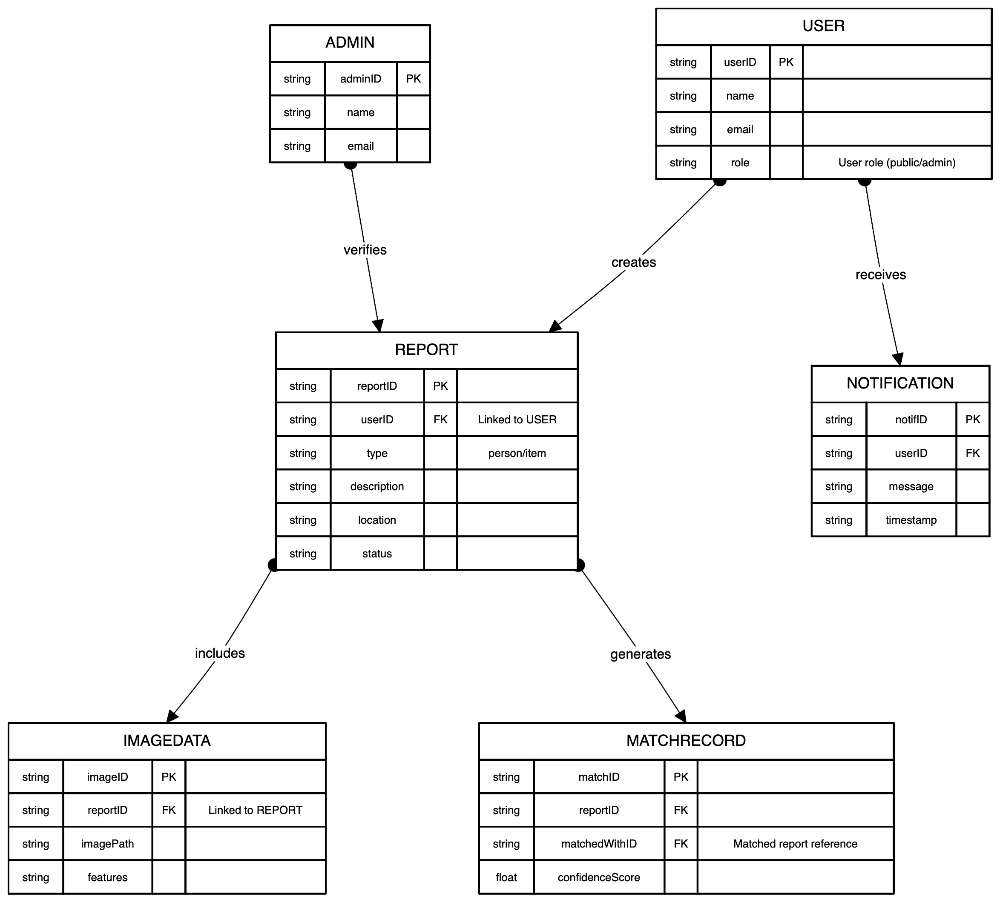 ADMIN
string adminID PK
string name
string email
USER
string userID PK
string name
string email
string role User role (public/admin)
verifies
creates
receives
REPORT
string reportID PK
string userID FK Linked to USER
string type person/item
string description
string location
string status
NOTIFICATION
string notifID PK
string userID FK
string message
string timestamp
includes
generates
IMAGEDATA
string imageID PK
string reportID FK Linked to REPORT
string imagePath
string features
MATCHRECORD
string matchID PK
string reportID FK
string matchedWithID FK Matched report reference
float confidenceScore